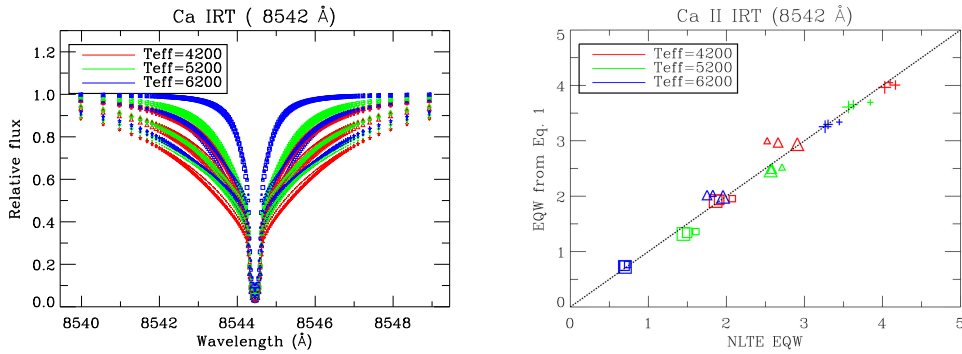 Ca IRT ( 8542 Å)
Teff=4200
Teff=5200
Teff=6200
Relative flux
1.2
1.0
0.8
0.6
0.4
0.2
0.0
8540 8542 8544 8546 8548
Wavelength (Å)
Ca II IRT (8542 Å)
Teff=4200
Teff=5200
Teff=6200
EQW from Eq. 1
5
4
3
2
1
0
0 1 2 3 4 5
NLTE EQW